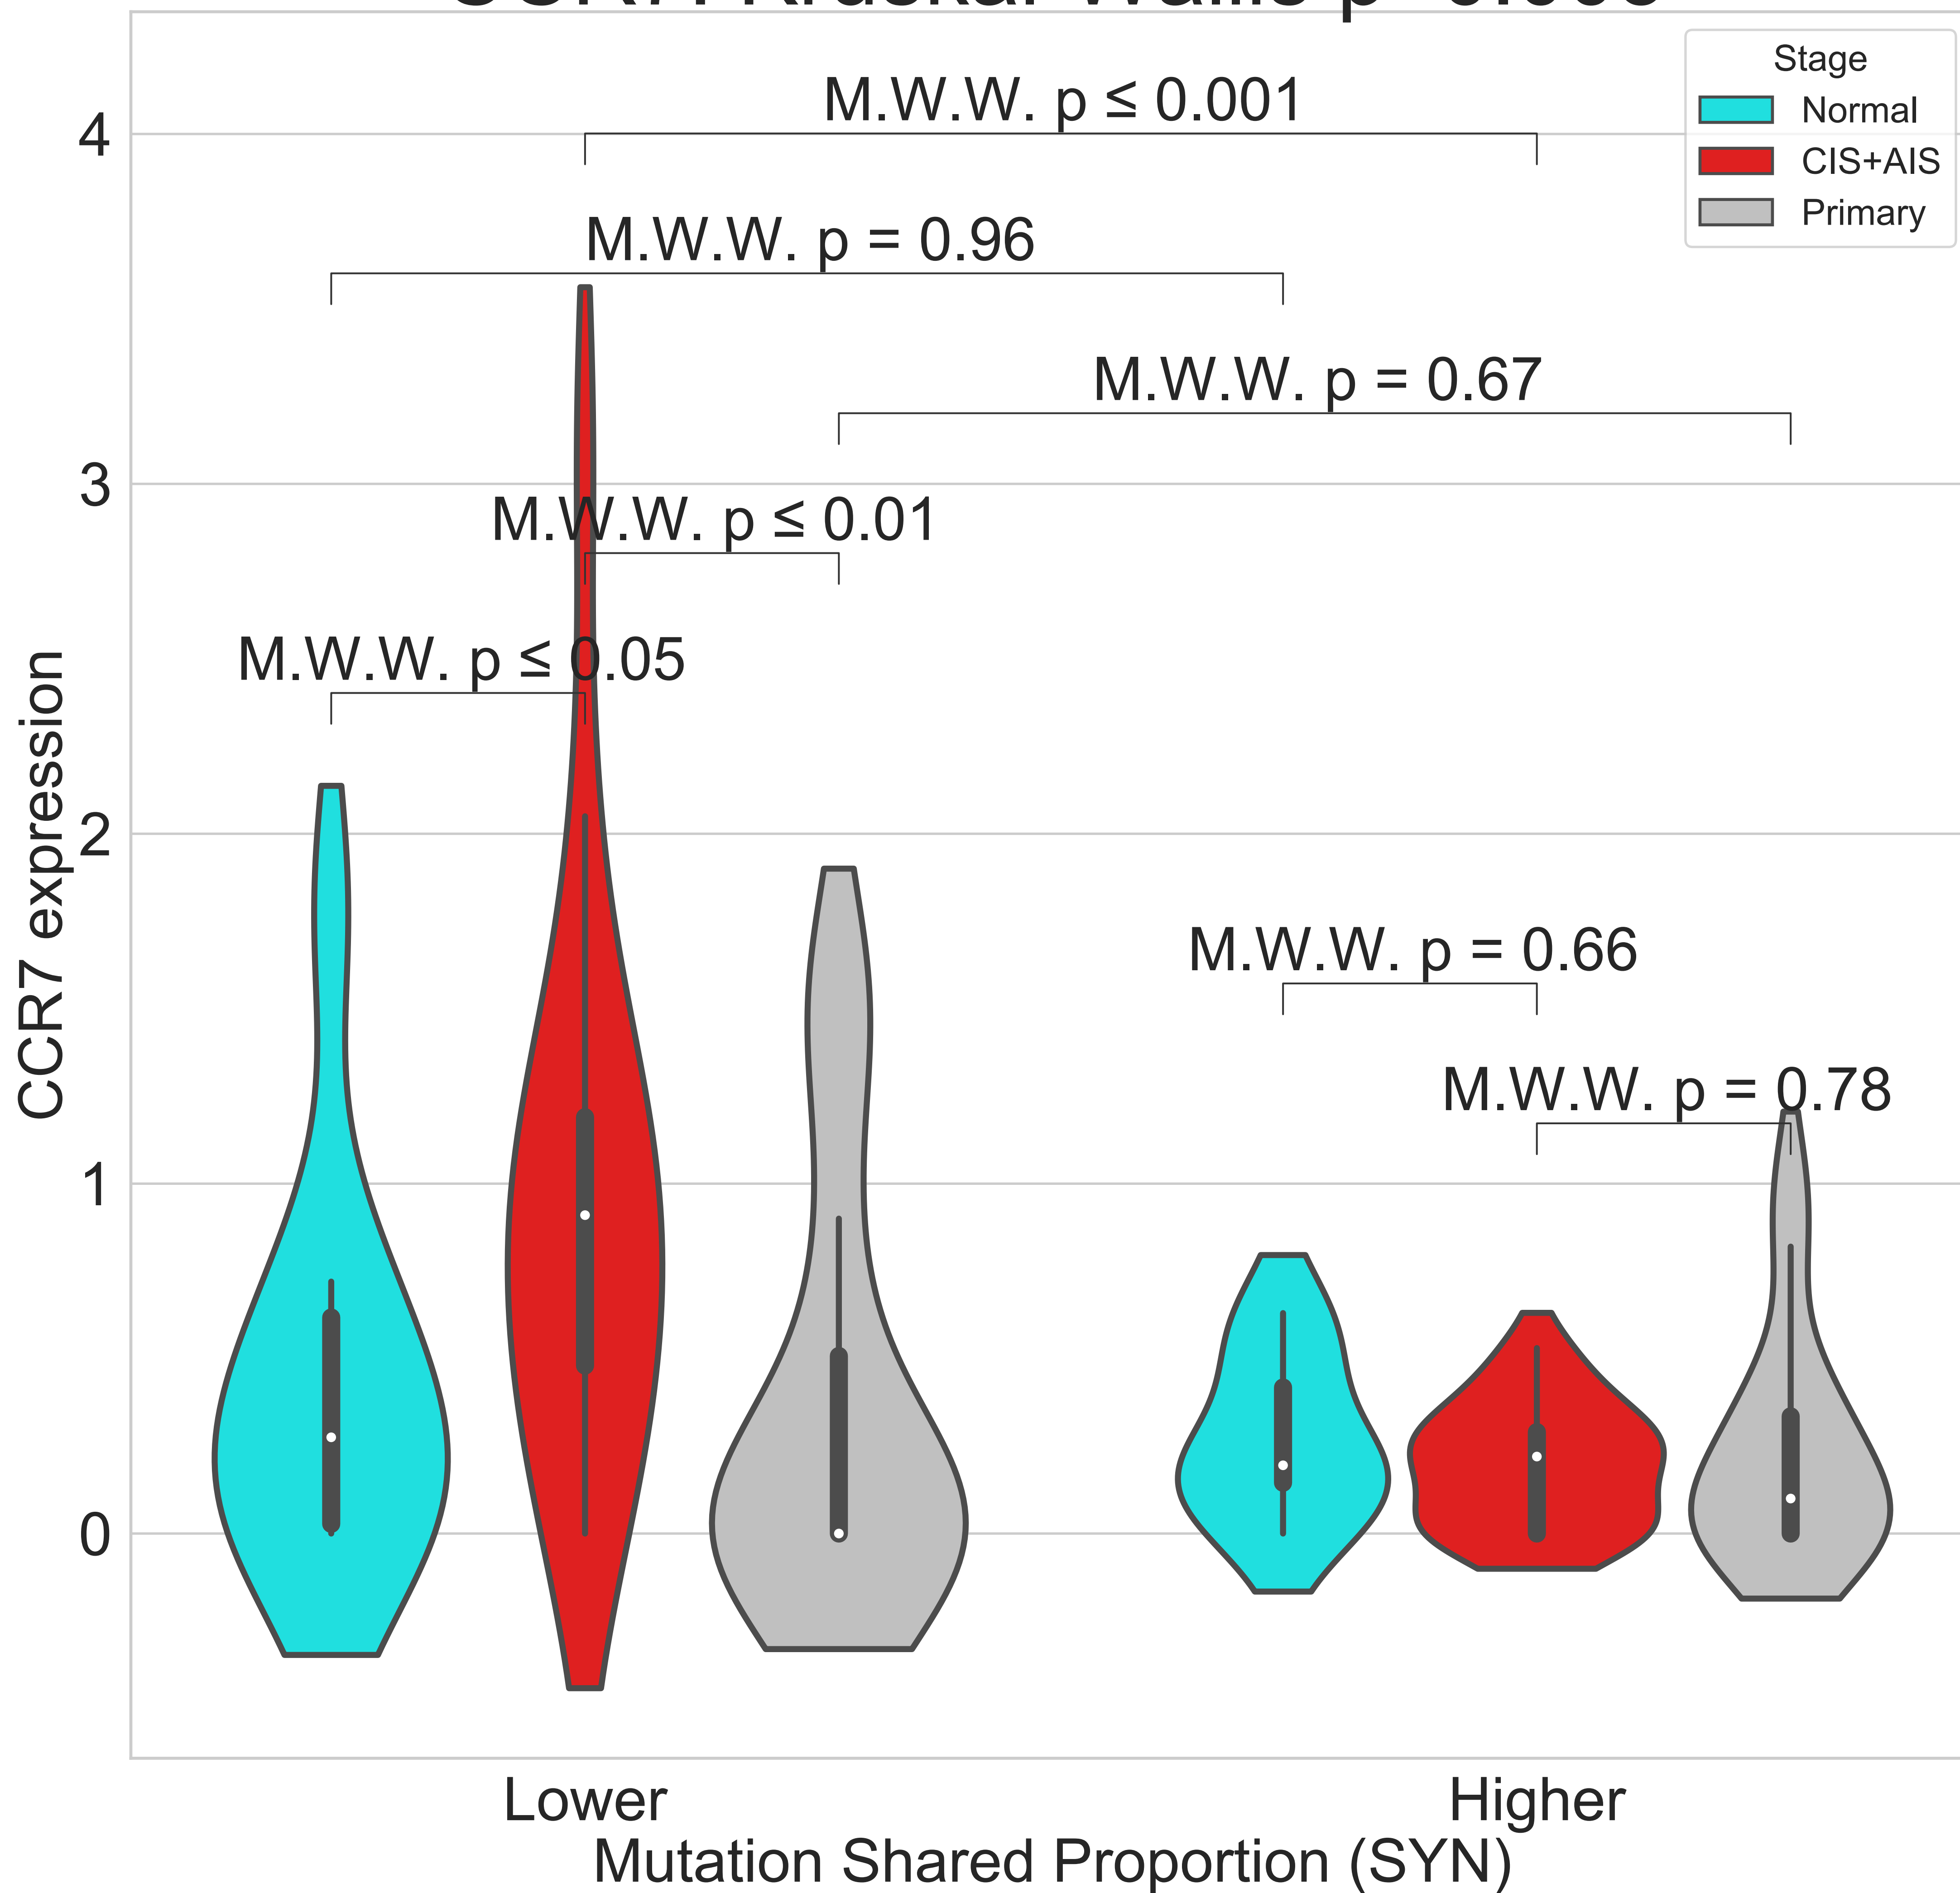 Stage
Normal
CIS+AIS
Primary
M.W.W. p ≤ 0.001
4
M.W.W. p = 0.96
M.W.W. p = 0.67
3
M.W.W. p ≤ 0.01
M.W.W. p ≤ 0.05
2
M.W.W. p = 0.66
M.W.W. p = 0.78
1
0
CCR7 expression
Lower
Higher
Mutation Shared Proportion (SYN)